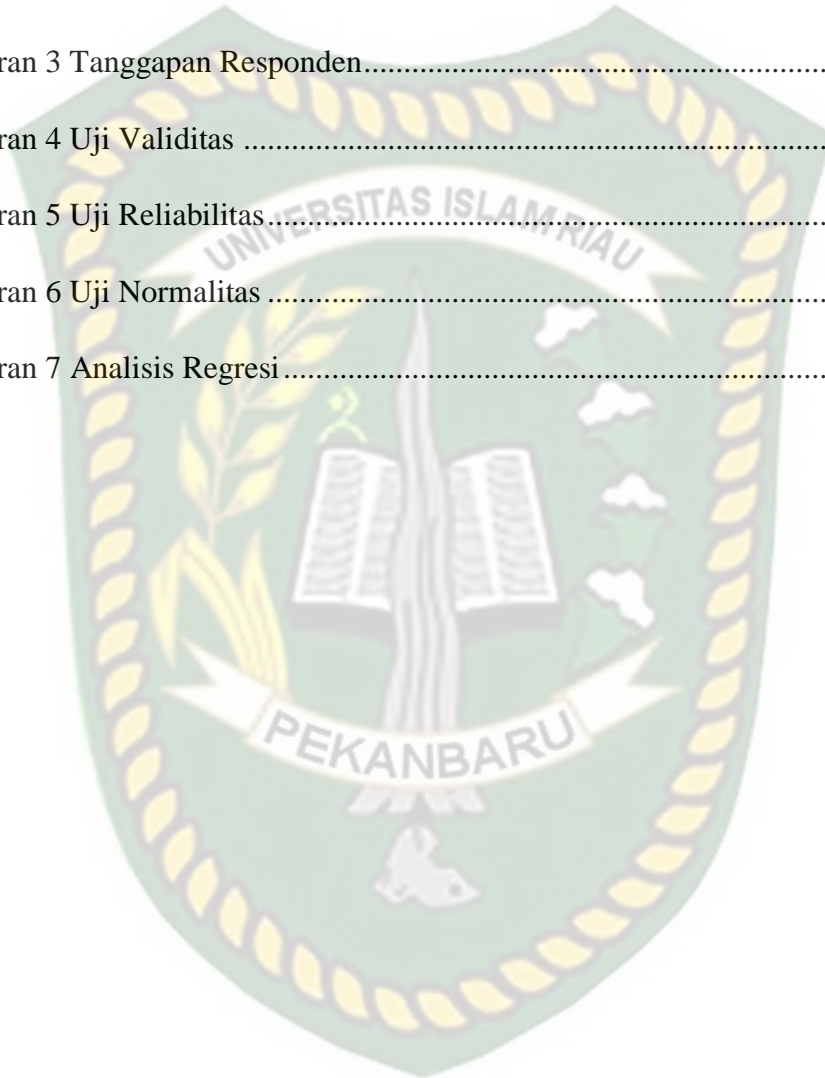 ran 3 Tanggapan Responden
ran 4 Uji Validitas
ran 5 Uji Reliabilitas
UNIVERSITAS ISLAM RIAU
ran 6 Uji Normalitas
ran 7 Analisis Regresi
PEKANBARU